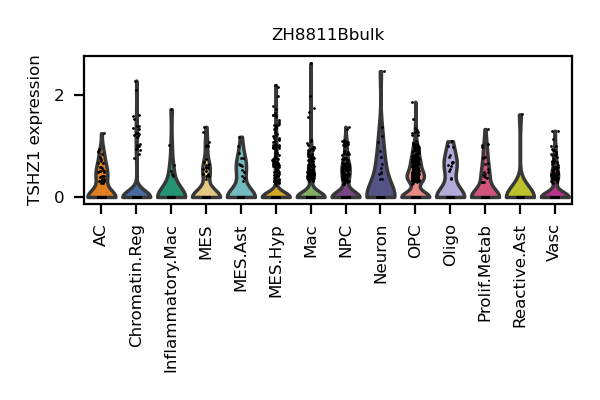 ZH8811Bbulk
TSHZ1 expression
2
0
AC
Chromatin.Reg
Inflammatory.Mac
MES
MES.Ast
MES.Hyp
Mac
NPC
Neuron
OPC
Oligo
Prolif.Metab
Reactive.Ast
Vasc